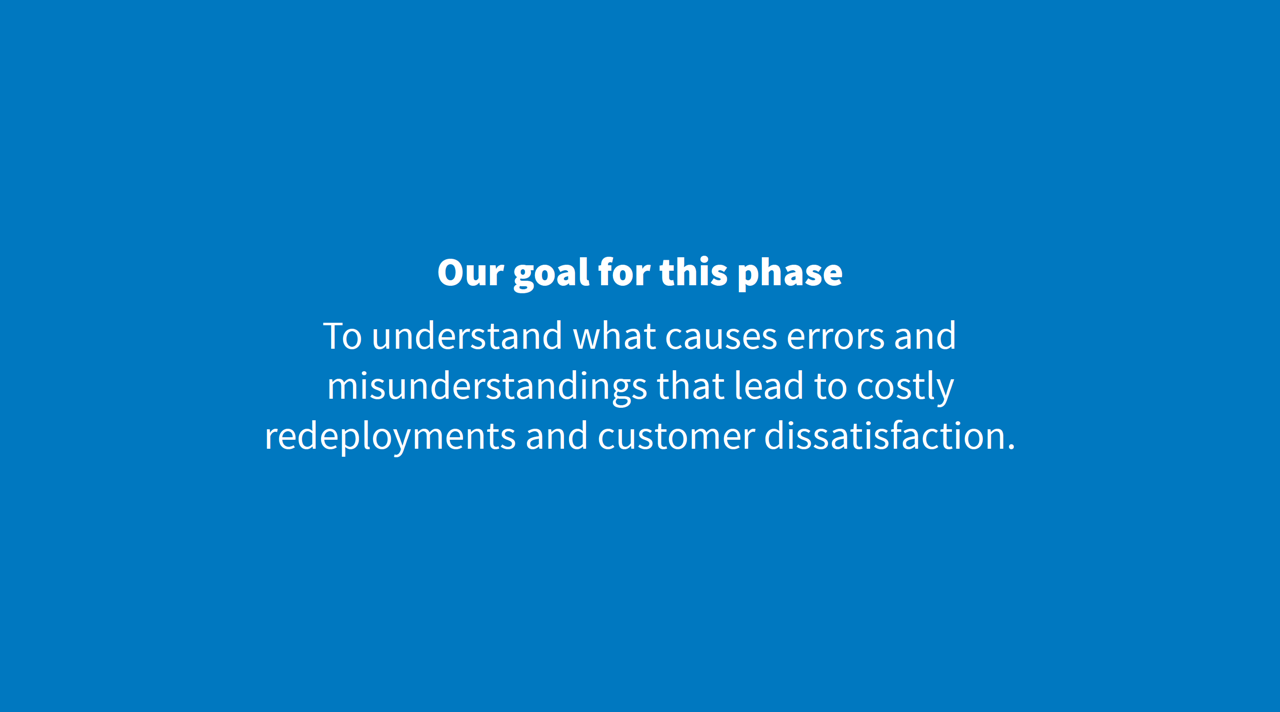 Our goal for this phase
To understand what causes errors and
misunderstandings that lead to costly
redeployments and customer dissatisfaction.